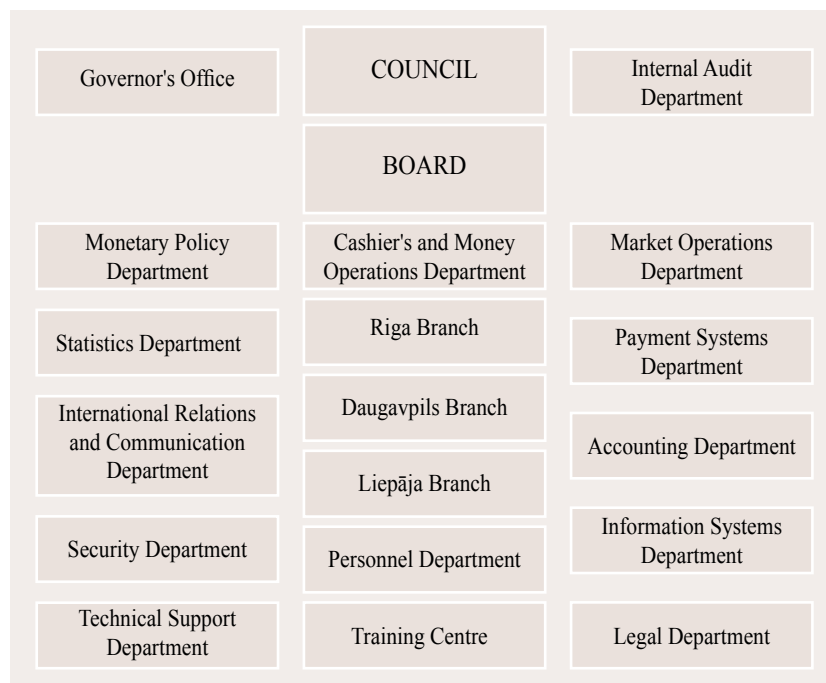 Governor's Office
COUNCIL
Internal Audit
Department
BOARD
Monetary Policy
Department
Cashier's and Money
Operations Department
Market Operations
Department
Statistics Department
Riga Branch
Payment Systems
Department
International Relations
and Communication
Department
Daugavpils Branch
Accounting Department
Liepāja Branch
Security Department
Personnel Department
Information Systems
Department
Technical Support
Department
Training Centre
Legal Department